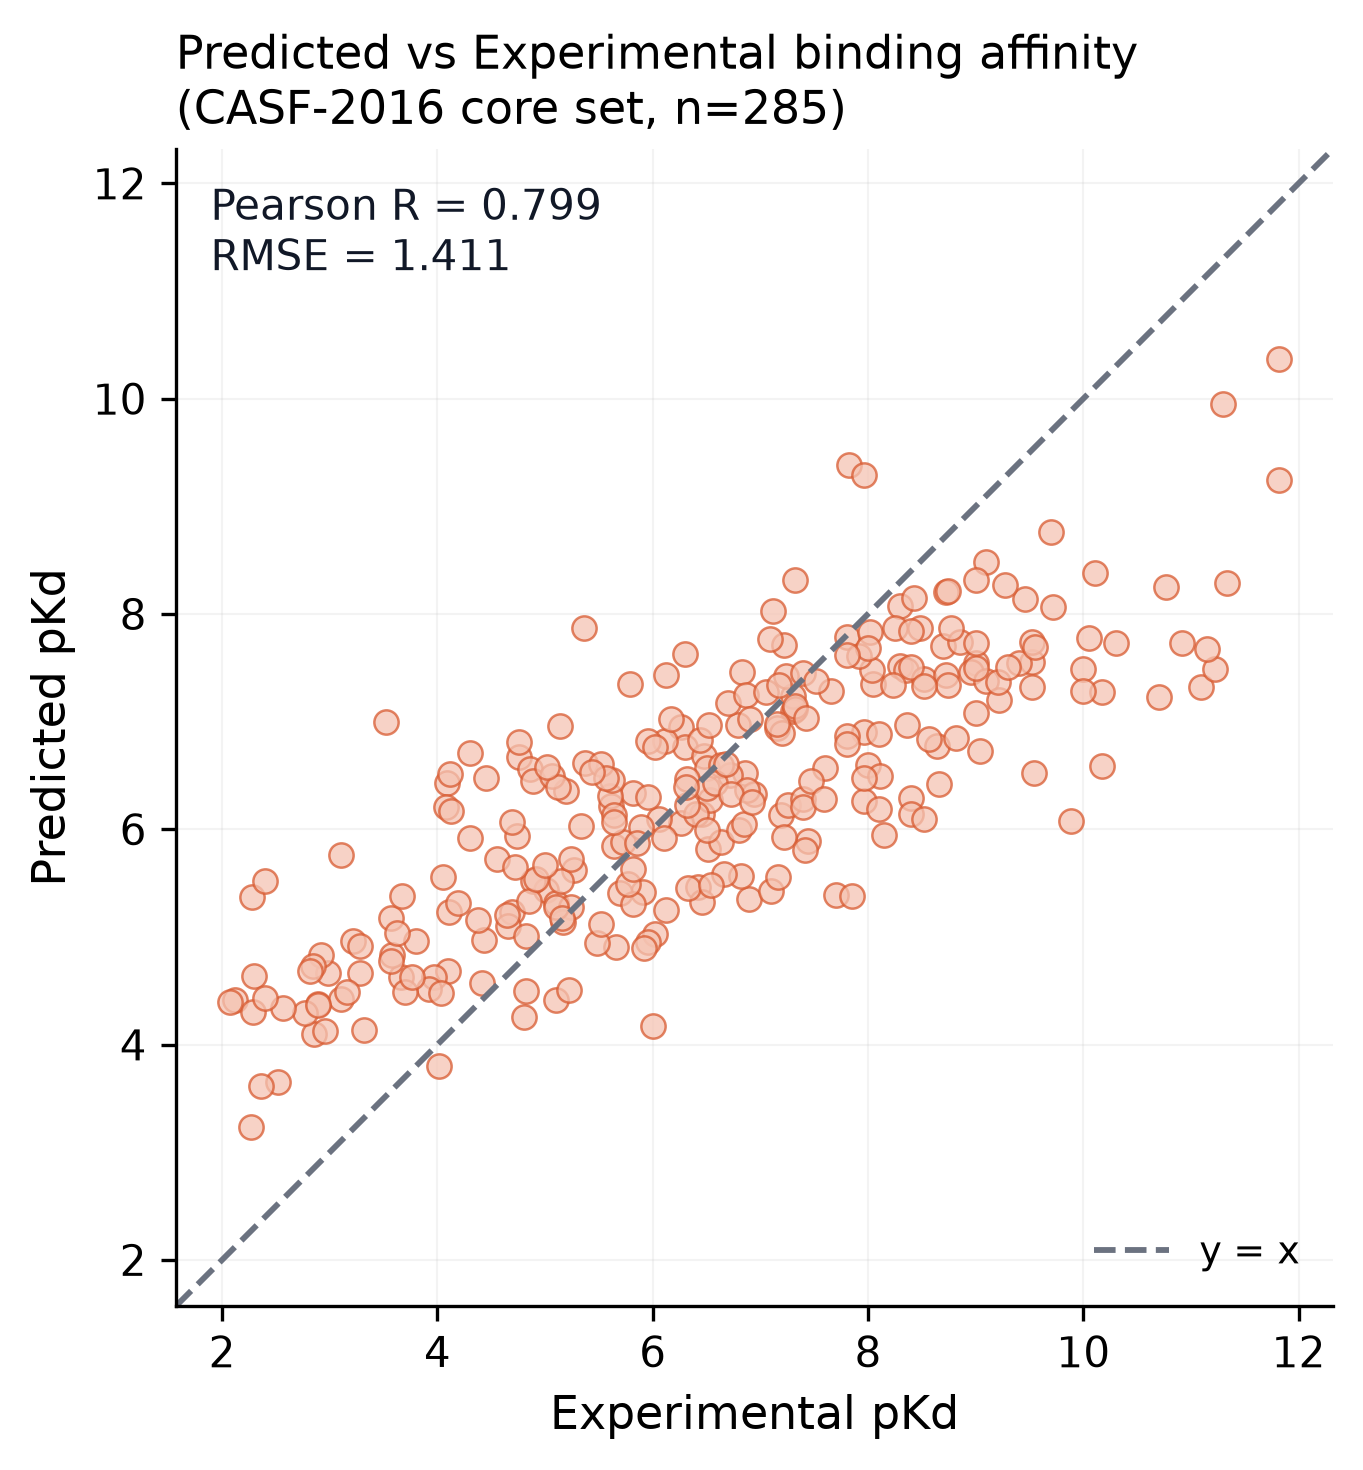 Predicted vs Experimental binding affinity
(CASF-2016 core set, n=285)
Pearson R = 0.799
RMSE = 1.411
12
10
8
6
4
2
Predicted pKd
y = x
2 4 6 8 10 12
Experimental pKd